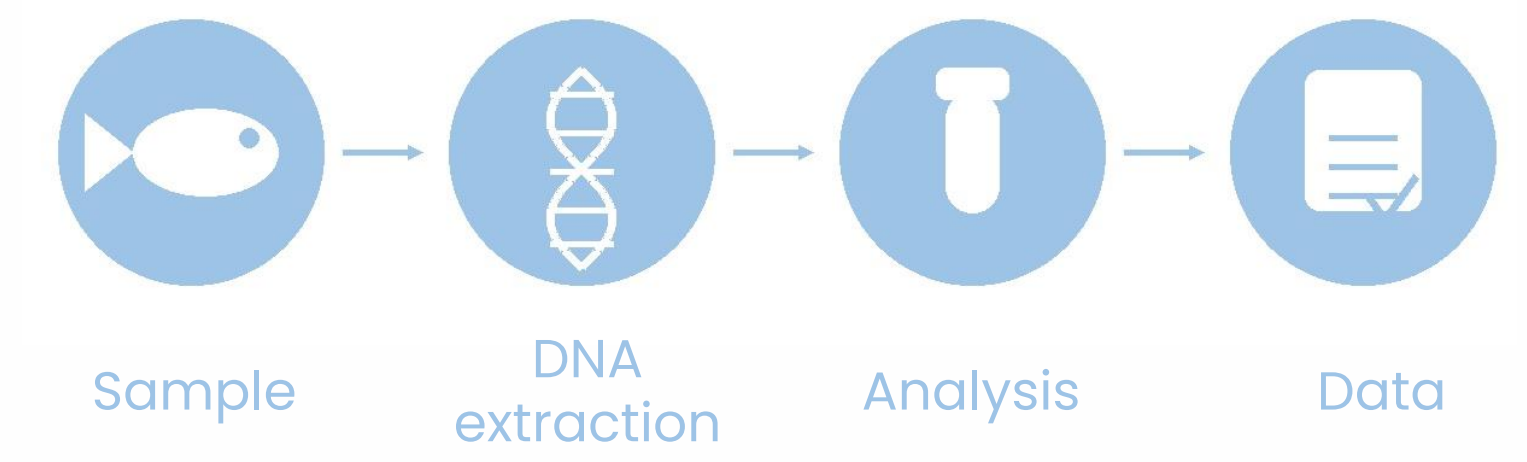 Sample
DNA
extraction
Analysis
Data